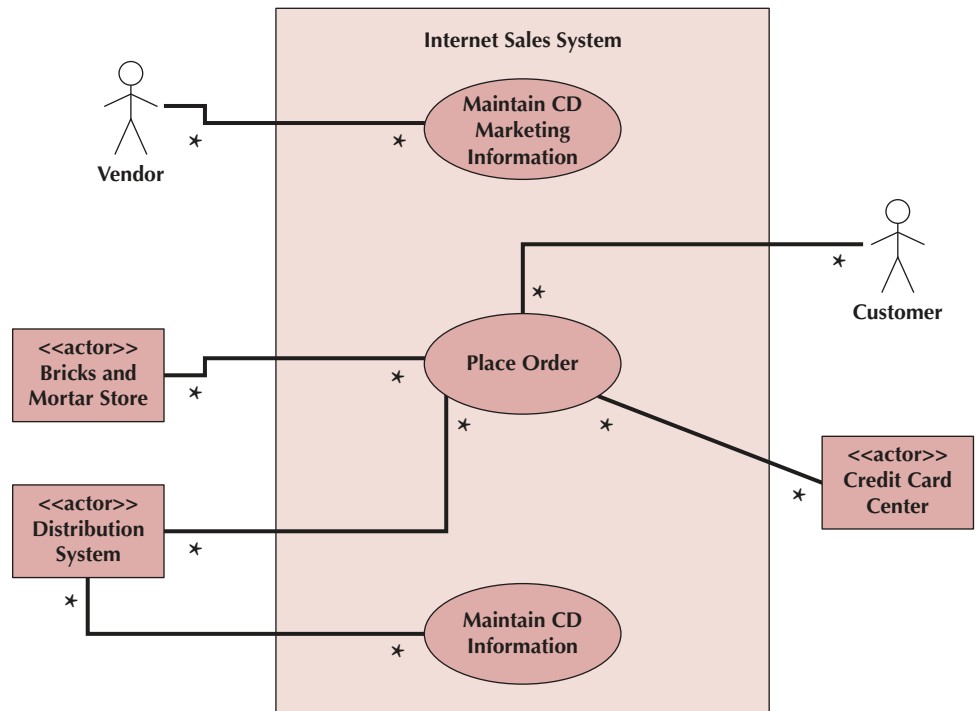 Internet Sales System
Maintain CD
Marketing
Information
*
*
Vendor
*
*
Customer
<<actor>>
Bricks and
Mortar Store
*
*
Place Order
*
*
<<actor>>
Credit Card
Center
*
<<actor>>
Distribution
System
*
*
Maintain CD
Information
*